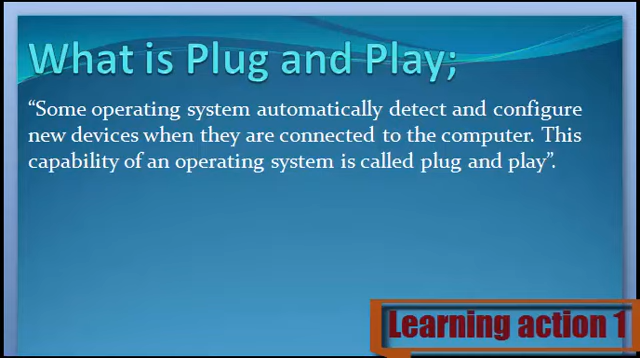 What is Plug and Play;
“Some operating system automatically detect and configure
new devices when they are connected to the computer. This
capability of an operating system is called plug and play”.
Learning action 1